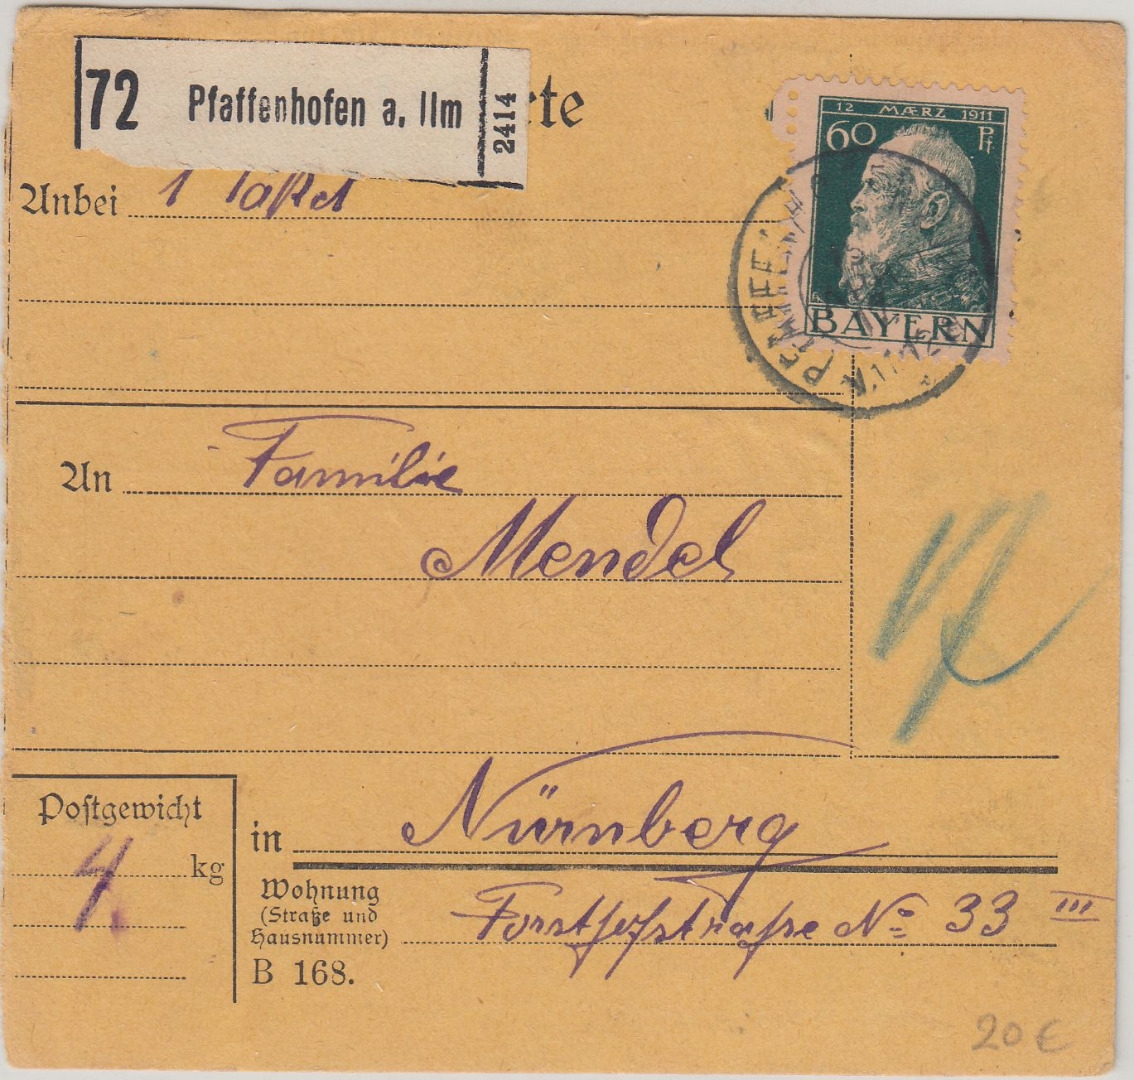 72 Pfaffenhofen a. Ilm 2414
rte
12 MÆRZ 1911
60 Pf
BAYERN
Anbei 1 Paket
An Familie
Mendel
Postgewicht
4. kg
in Nürnberg
Wohnung
(Straße und
Hausnummer)
Forsthofstraße No 33 III
B 168.
20 €